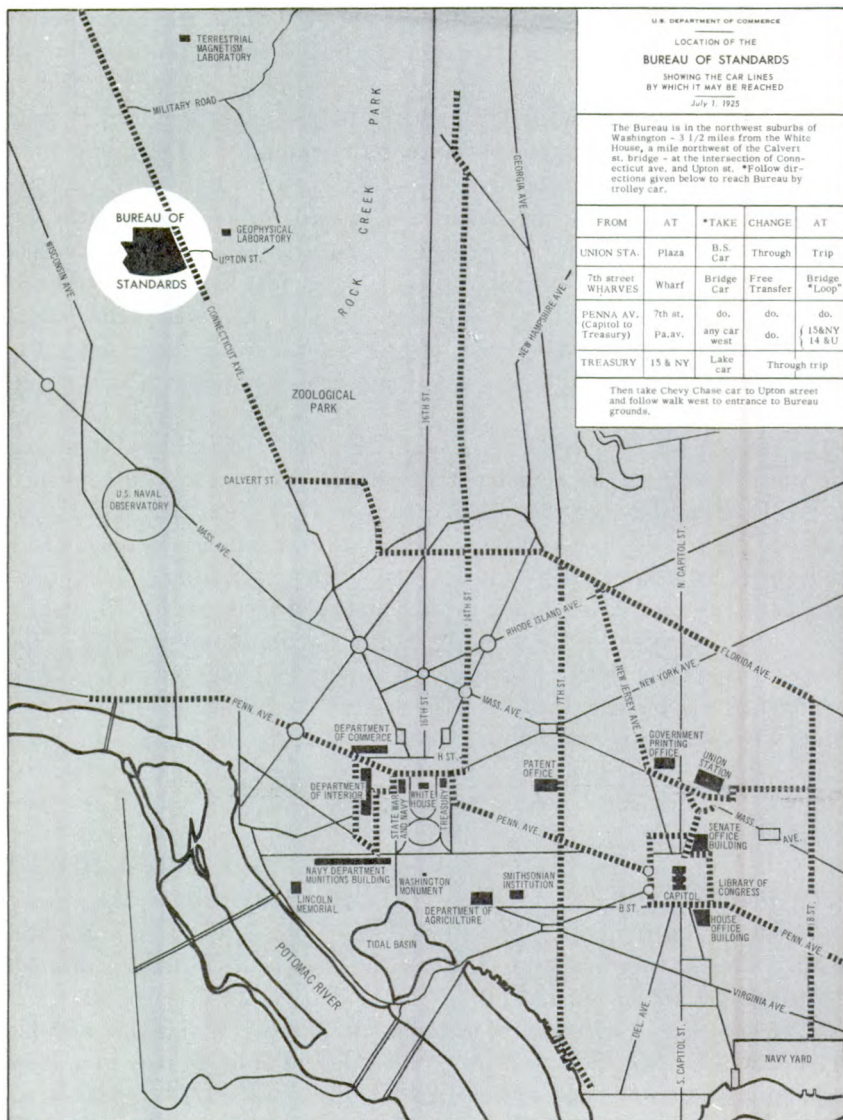 U.S. DEPARTMENT OF COMMERCE
LOCATION OF THE
BUREAU OF STANDARDS
SHOWING THE CAR LINES
BY WHICH IT MAY BE REACHED
July 1, 1925
The Bureau is in the northwest suburbs of
Washington - 3 1/2 miles from the White
House, a mile northwest of the Calvert
st. bridge - at the intersection of Conn-
ecticut ave. and Upton st. *Follow dir-
ections given below to reach Bureau by
trolley car.
FROM AT *TAKE CHANGE AT
UNION STA. Plaza B.S. Car Through Trip
7th street WHARVES Wharf Bridge Car Free Transfer Bridge "Loop"
PENNA AV. (Capitol to Treasury) 7th st. do. do. do.
Pa.av. any car west do. { 15&NY 14 &U
TREASURY 15 & NY Lake car Through trip
Then take Chevy Chase car to Upton street
and follow walk west to entrance to Bureau
grounds.
TERRESTRIAL
MAGNETISM
LABORATORY
MILITARY ROAD
ROCK CREEK PARK
GEORGIA AVE.
BUREAU OF
STANDARDS
GEOPHYSICAL
LABORATORY
UPTON ST.
WISCONSIN AVE.
CONNECTICUT AVE.
NEW HAMPSHIRE AVE.
ZOOLOGICAL
PARK
16TH ST.
CALVERT ST.
U.S. NAVAL
OBSERVATORY
MASS. AVE.
N. CAPITOL ST.
14TH ST.
RHODE ISLAND AVE.
7TH ST.
FLORIDA AVE.
NEW YORK AVE.
NEW JERSEY AVE.
PENN. AVE.
16TH ST.
MASS. AVE.
DEPARTMENT
OF COMMERCE
H ST.
GOVERNMENT
PRINTING
OFFICE
UNION
STATION
PATENT
OFFICE
DEPARTMENT
OF INTERIOR
STATE WAR
AND NAVY
WHITE
HOUSE
TREASURY
PENN. AVE.
MASS. AVE.
SENATE
OFFICE
BUILDING
NAVY DEPARTMENT
MUNITIONS BUILDING
WASHINGTON
MONUMENT
SMITHSONIAN
INSTITUTION
LIBRARY OF
CONGRESS
CAPITOL
LINCOLN
MEMORIAL
DEPARTMENT OF
AGRICULTURE
B ST.
HOUSE
OFFICE
BUILDING
8 ST.
PENN. AVE.
TIDAL BASIN
POTOMAC RIVER
VIRGINIA AVE.
DEL. AVE.
S. CAPITOL ST.
NAVY YARD